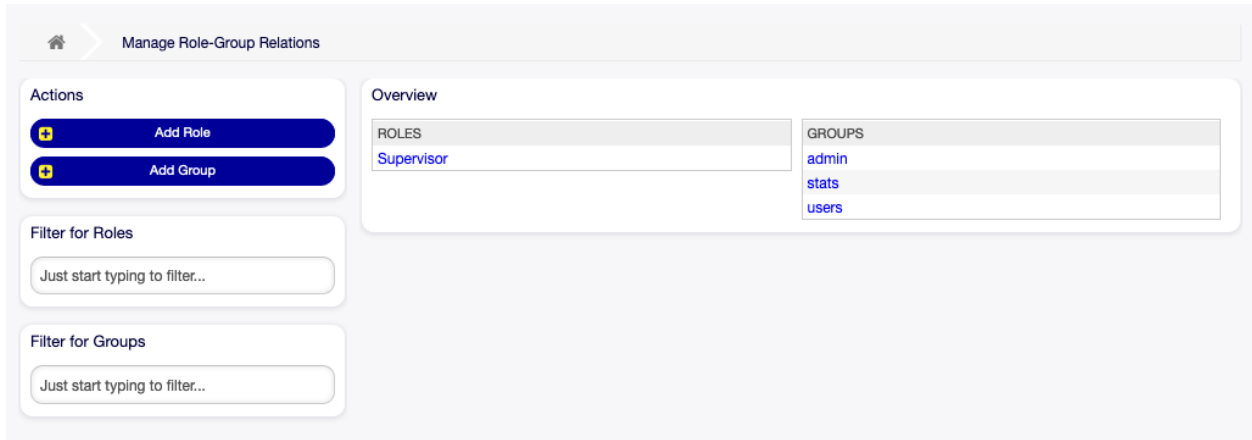 Manage Role-Group Relations
Actions
Add Role
Add Group
Filter for Roles
Just start typing to filter...
Filter for Groups
Just start typing to filter...
Overview
ROLES
Supervisor
GROUPS
admin
stats
users